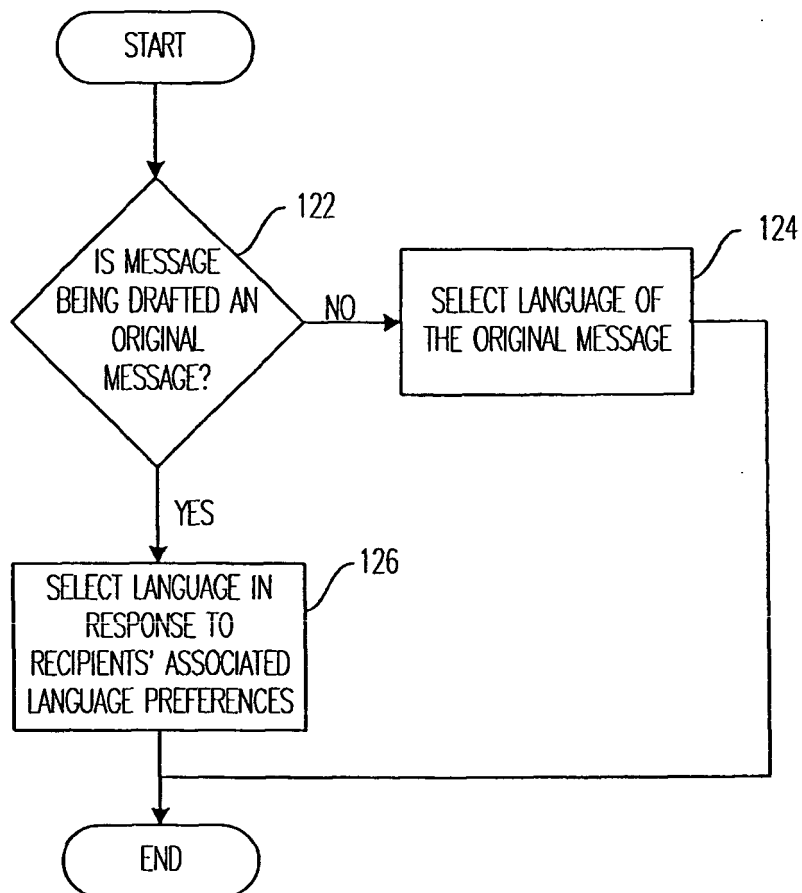 START
122
IS MESSAGE
BEING DRAFTED AN
ORIGINAL
MESSAGE?
NO
124
SELECT LANGUAGE OF
THE ORIGINAL MESSAGE
YES
126
SELECT LANGUAGE IN
RESPONSE TO
RECIPIENTS' ASSOCIATED
LANGUAGE PREFERENCES
END